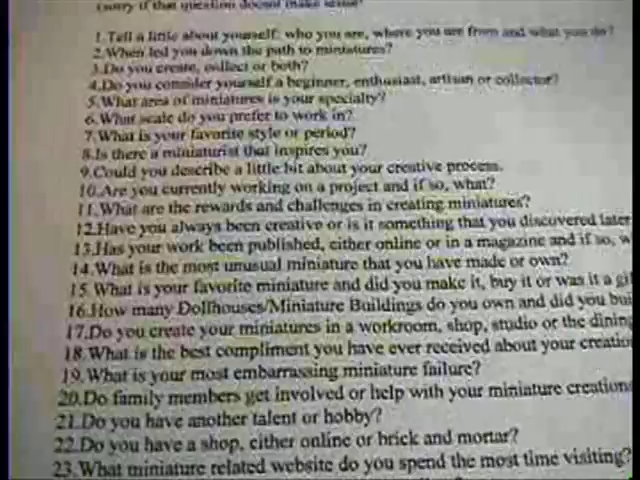 (sorry if that question doesnt make sense)
1.Tell a little about yourself: who you are, where you are from and what you do?
2.When led you down the path to miniatures?
3.Do you create, collect or both?
4.Do you consider yourself a beginner, enthusiast, artisan or collector?
5.What area of miniatures is your specialty?
6.What scale do you prefer to work in?
7.What is your favorite style or period?
8.Is there a miniaturist that inspires you?
9.Could you describe a little bit about your creative process.
10.Are you currently working on a project and if so, what?
11.What are the rewards and challenges in creating miniatures?
12.Have you always been creative or is it something that you discovered later
13.Has your work been published, either online or in a magazine and if so, w
14.What is the most unusual miniature that you have made or own?
15.What is your favorite miniature and did you make it, buy it or was it a gi
16.How many Dollhouses/Miniature Buildings do you own and did you bui
17.Do you create your miniatures in a workroom, shop, studio or the dining
18.What is the best compliment you have ever received about your creatio
19.What is your most embarrassing miniature failure?
20.Do family members get involved or help with your miniature creation
21.Do you have another talent or hobby?
22.Do you have a shop, either online or brick and mortar?
23.What miniature related website do you spend the most time visiting?